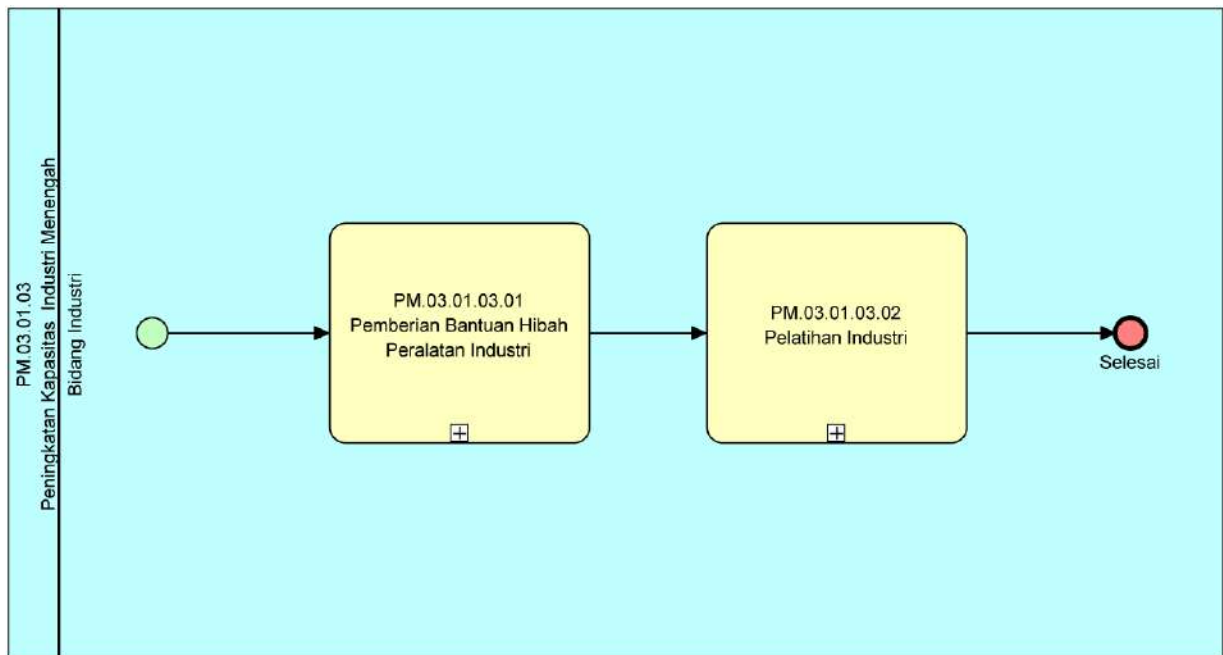 PM.03.01.03
Peningkatan Kapasitas Industri Menengah
Bidang Industri
PM.03.01.03.01
Pemberian Bantuan Hibah
Peralatan Industri
PM.03.01.03.02
Pelatihan Industri
Selesai